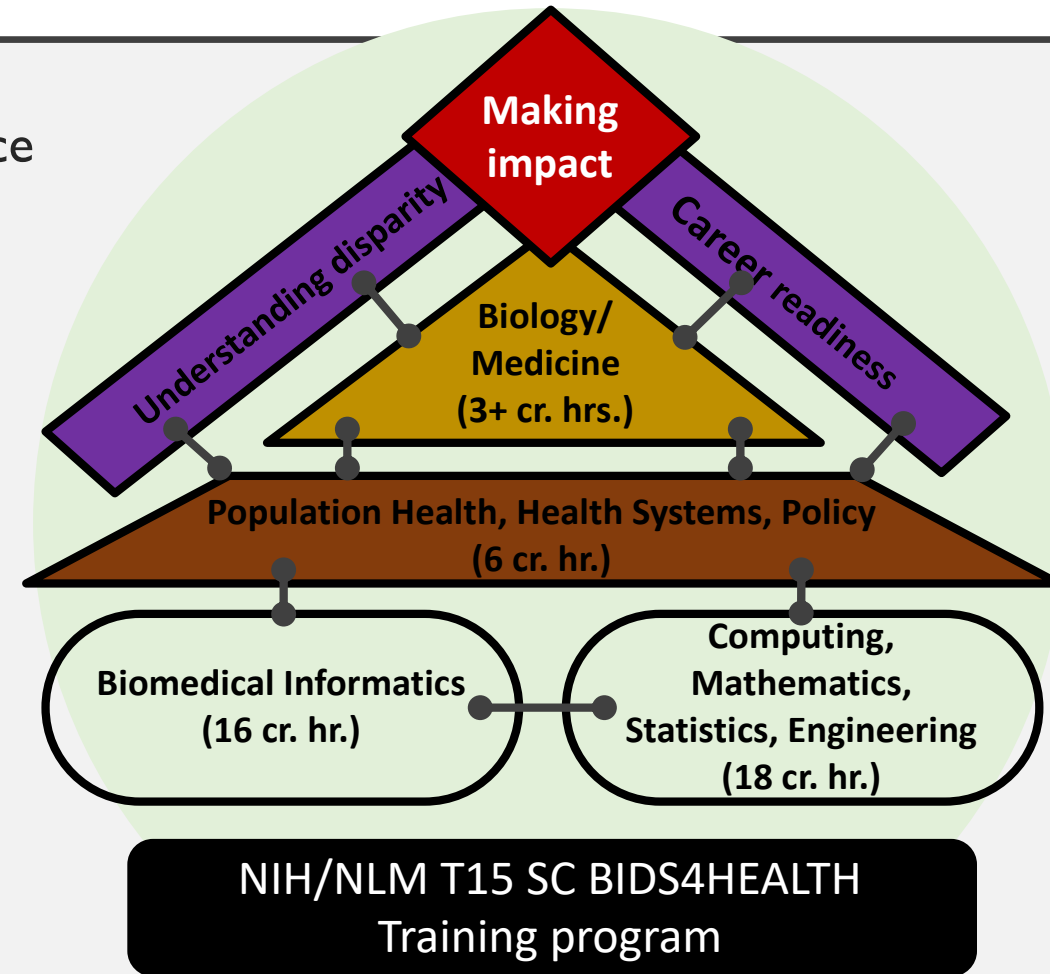 ce
Making
impact
Understanding disparity
Career readiness
Biology/
Medicine
(3+ cr. hrs.)
Population Health, Health Systems, Policy
(6 cr. hr.)
Biomedical Informatics
(16 cr. hr.)
Computing,
Mathematics,
Statistics, Engineering
(18 cr. hr.)
NIH/NLM T15 SC BIDS4HEALTH
Training program